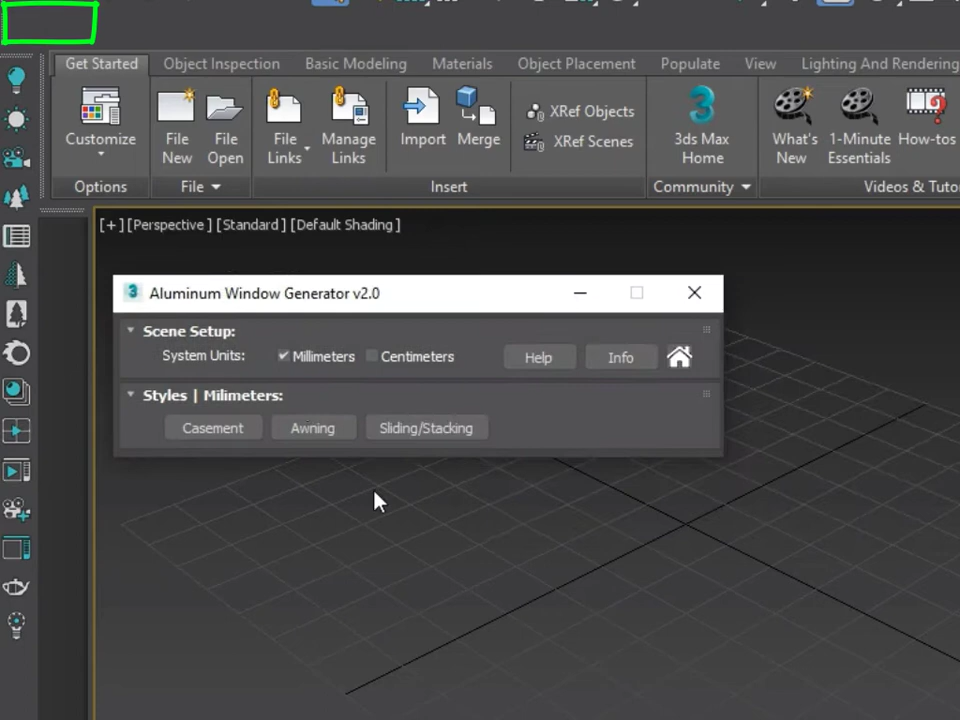 Get Started Object Inspection Basic Modeling Materials Object Placement Populate View Lighting And Rendering
Customize
File New
File Open
File Links
Manage Links
Import
Merge
XRef Objects
XRef Scenes
3ds Max Home
What's New
1-Minute Essentials
How-tos
Options File Insert Community Videos & Tuto
[+] [Perspective] [Standard] [Default Shading]
3 Aluminum Window Generator v2.0
Scene Setup:
System Units: Millimeters Centimeters Help Info
Styles | Milimeters:
Casement Awning Sliding/Stacking